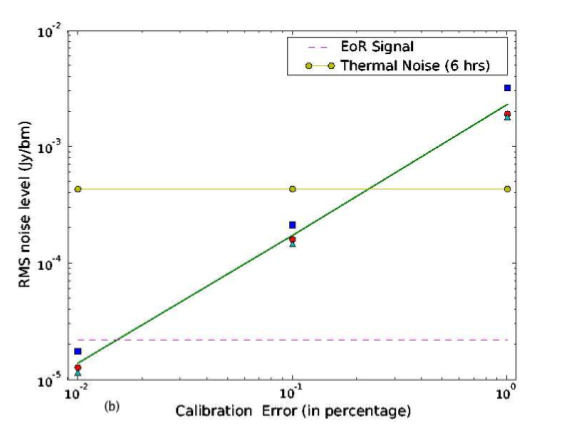 10^-2
EoR Signal
Thermal Noise (6 hrs)
10^-3
RMS noise level (Jy/bm)
10^-4
10^-5
10^-2
10^-1
10^0
(b)
Calibration Error (in percentage)